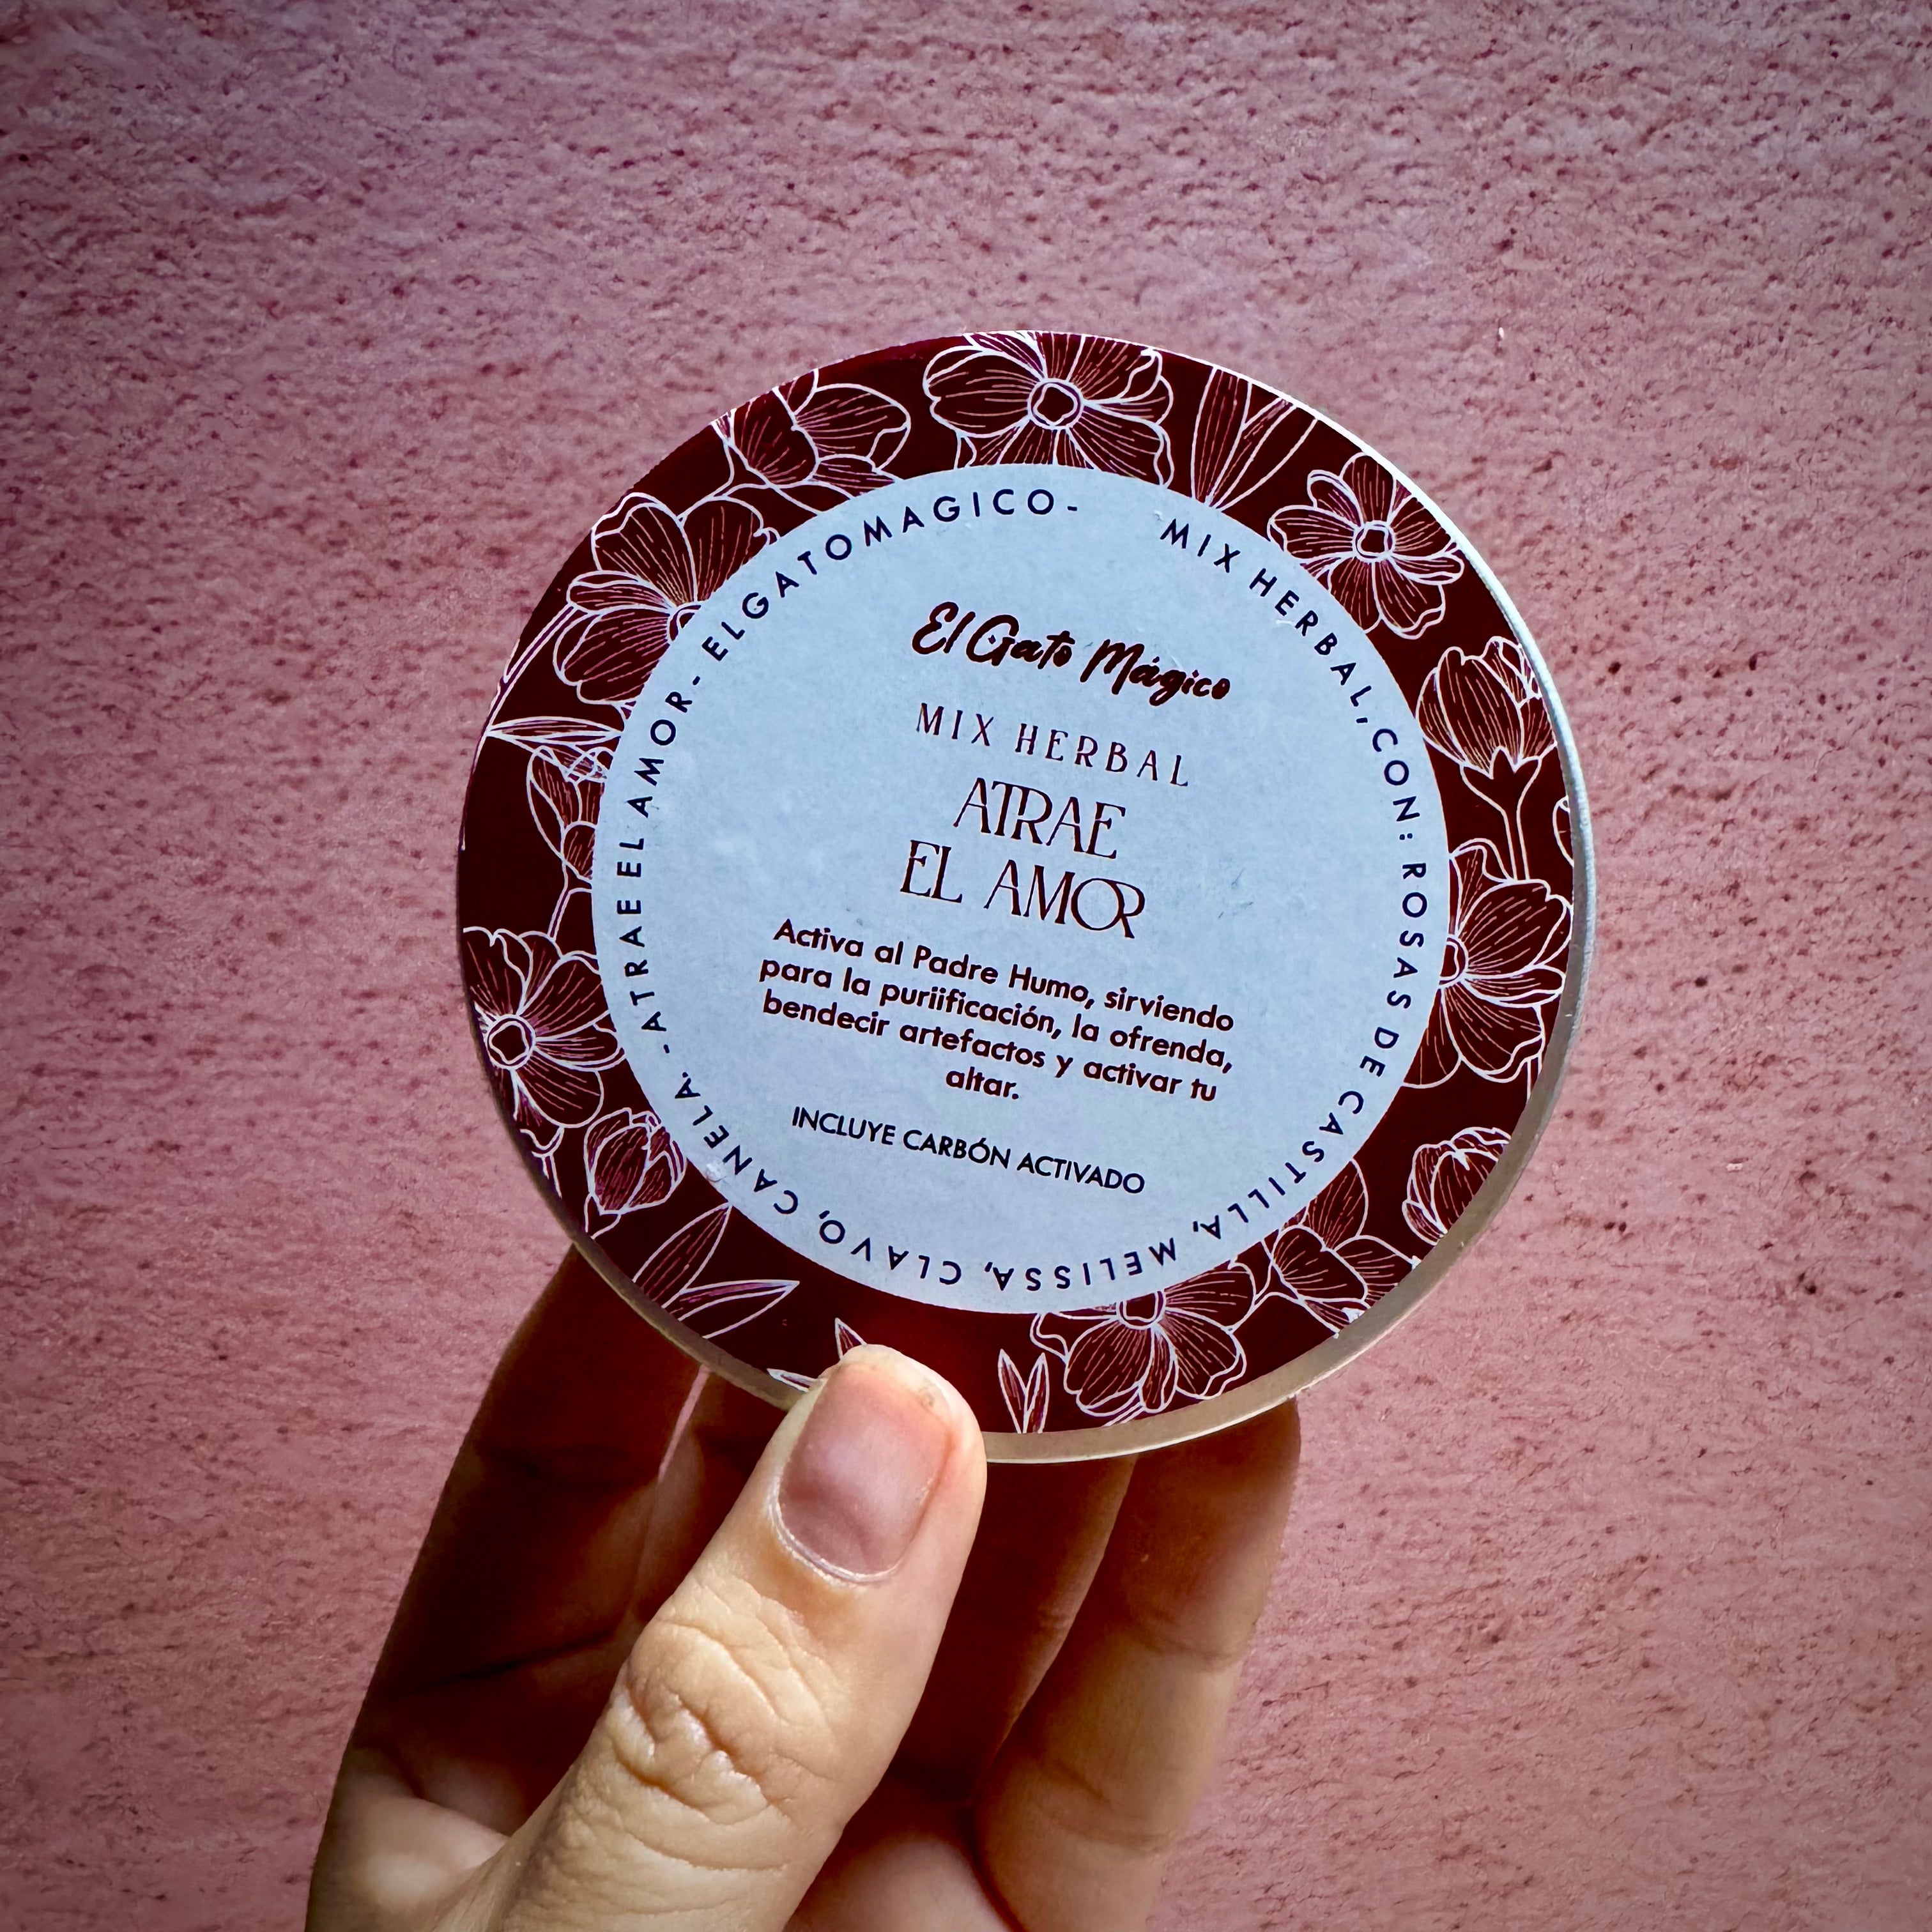 El Gato Mágico
MIX HERBAL
ATRAE
EL AMOR
Activa al Padre Humo, sirviendo
para la puriificación, la ofrenda,
bendecir artefactos y activar tu
altar.
INCLUYE CARBÓN ACTIVADO
MIX HERBAL, CON: ROSAS DE CASTILLA, MELISSA, CLAVO, CANELA. - ATRAE EL AMOR - ELGATOMAGICO-